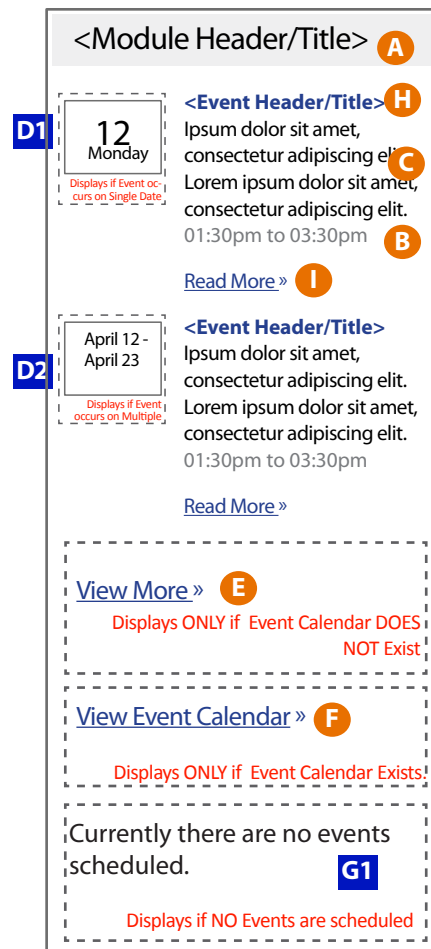 <Module Header/Title> A
D1
12
Monday
Displays if Event oc-
curs on Single Date
<Event Header/Title> H
Ipsum dolor sit amet,
consectetur adipiscing elit. C
Lorem ipsum dolor sit amet,
consectetur adipiscing elit.
01:30pm to 03:30pm B
Read More » I
D2
April 12 -
April 23
Displays if Event
occurs on Multiple
<Event Header/Title>
Ipsum dolor sit amet,
consectetur adipiscing elit.
Lorem ipsum dolor sit amet,
consectetur adipiscing elit.
01:30pm to 03:30pm
Read More »
View More » E
Displays ONLY if Event Calendar DOES
NOT Exist
View Event Calendar » F
Displays ONLY if Event Calendar Exists.
Currently there are no events
scheduled.
G1
Displays if NO Events are scheduled